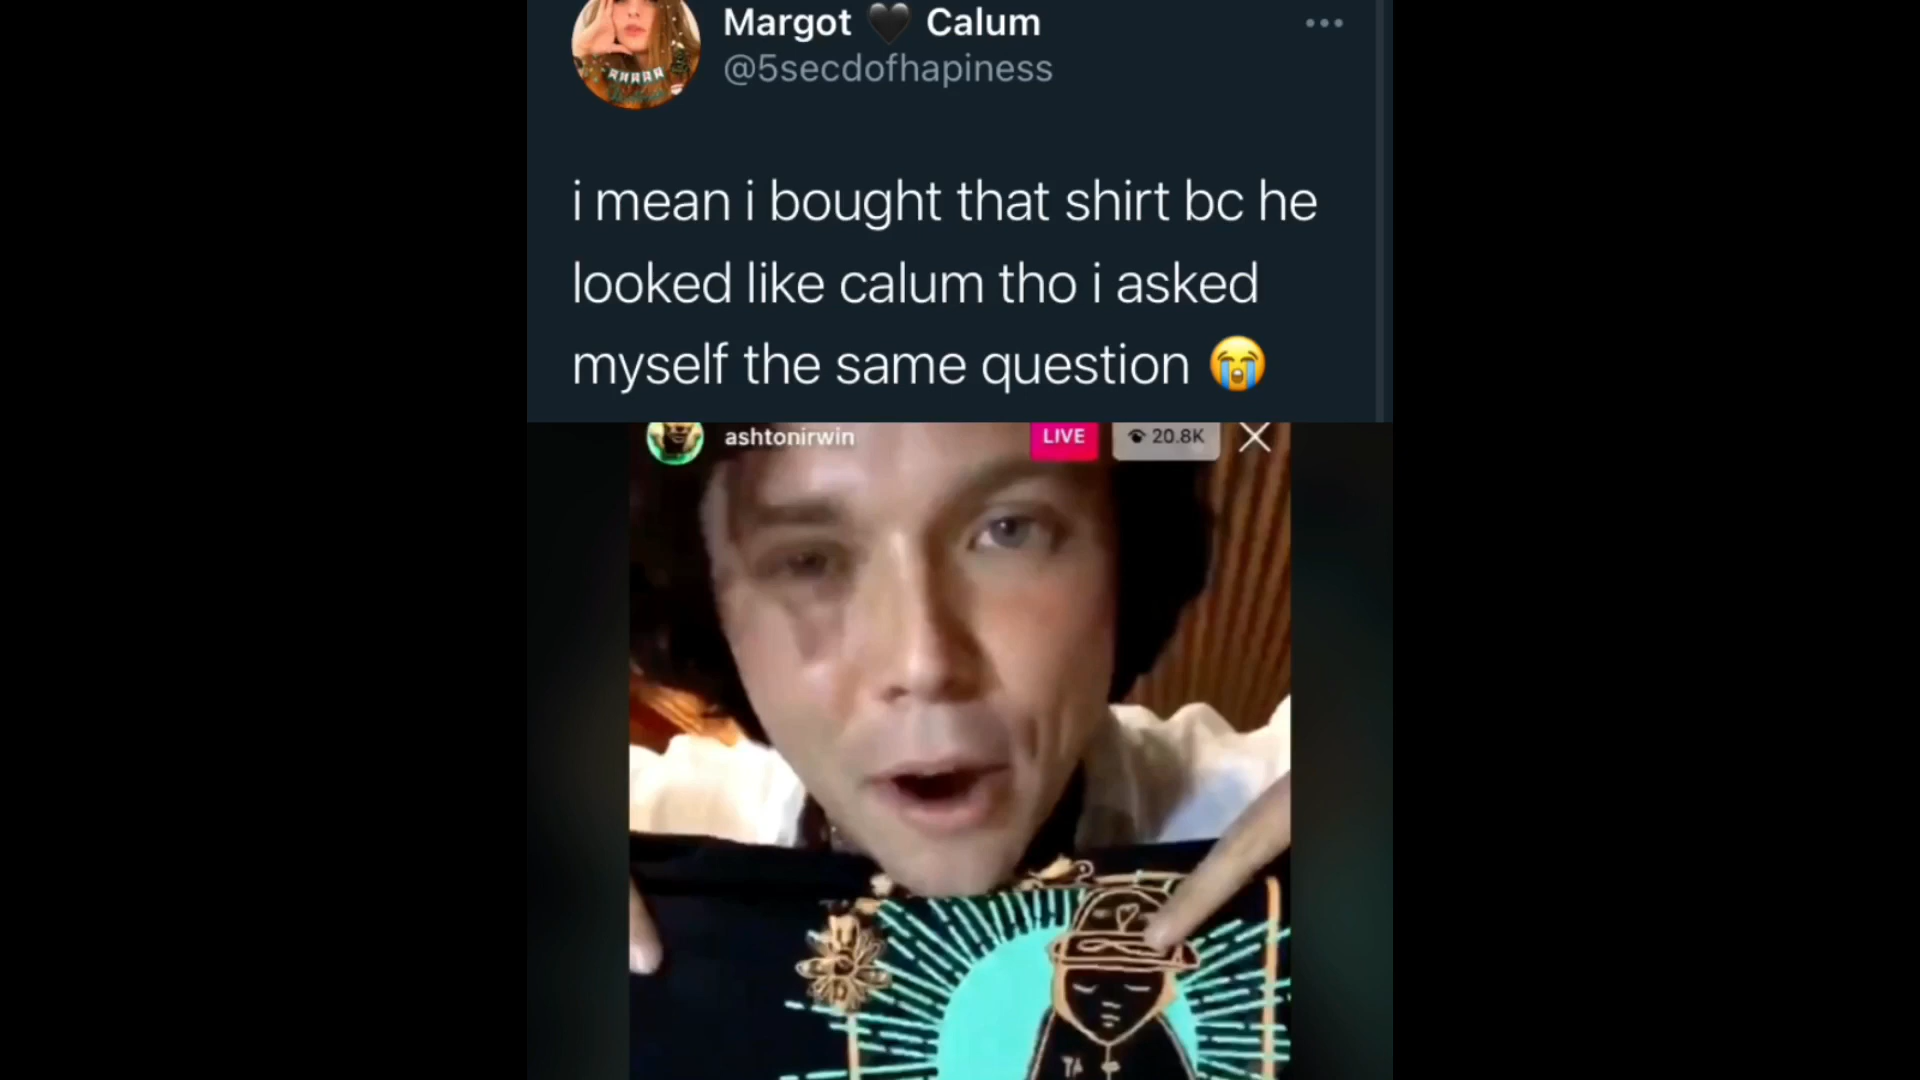 Margot 🖤 Calum
@5secdofhapiness
i mean i bought that shirt bc he
looked like calum tho i asked
myself the same question 😭
ashtonirwin
LIVE
20.8K